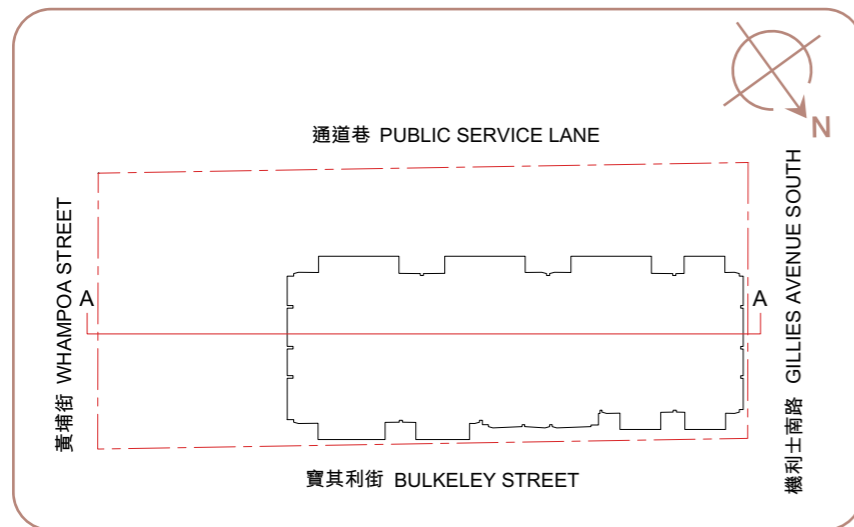 N
通道巷 PUBLIC SERVICE LANE
黃埔街 WHAMPOA STREET
A
A
機利士南路 GILLIES AVENUE SOUTH
寶其利街 BULKELEY STREET